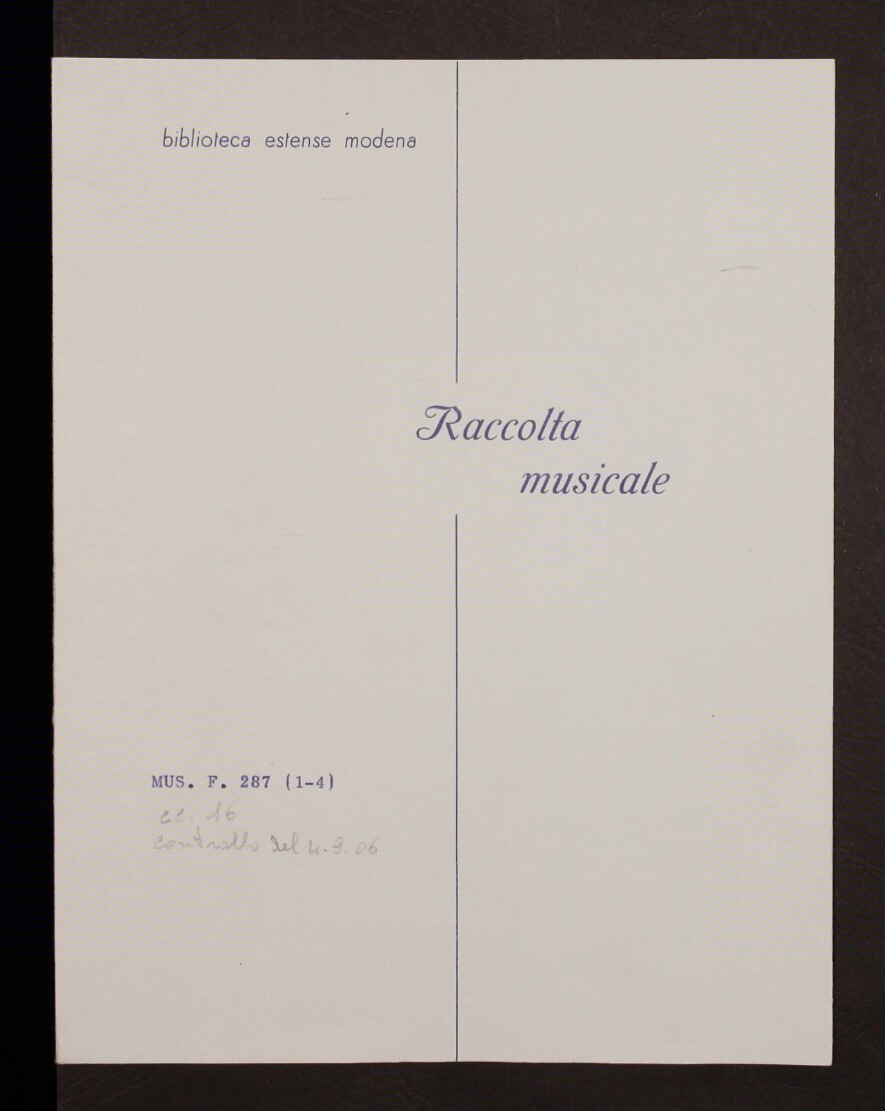 biblioteca estense modena
Raccolta
musicale
MUS. F. 287 (1-4)
cc. 16
controllo del 4.9.06